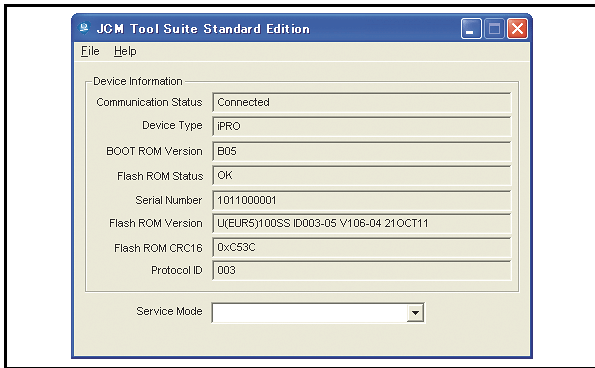 JCM Tool Suite Standard Edition
File Help
Device Information
Communication Status Connected
Device Type iPRO
BOOT ROM Version B05
Flash ROM Status OK
Serial Number 1011000001
Flash ROM Version U(EUR5)100SS ID003-05 V106-04 21OCT11
Flash ROM CRC16 0xC53C
Protocol ID 003
Service Mode